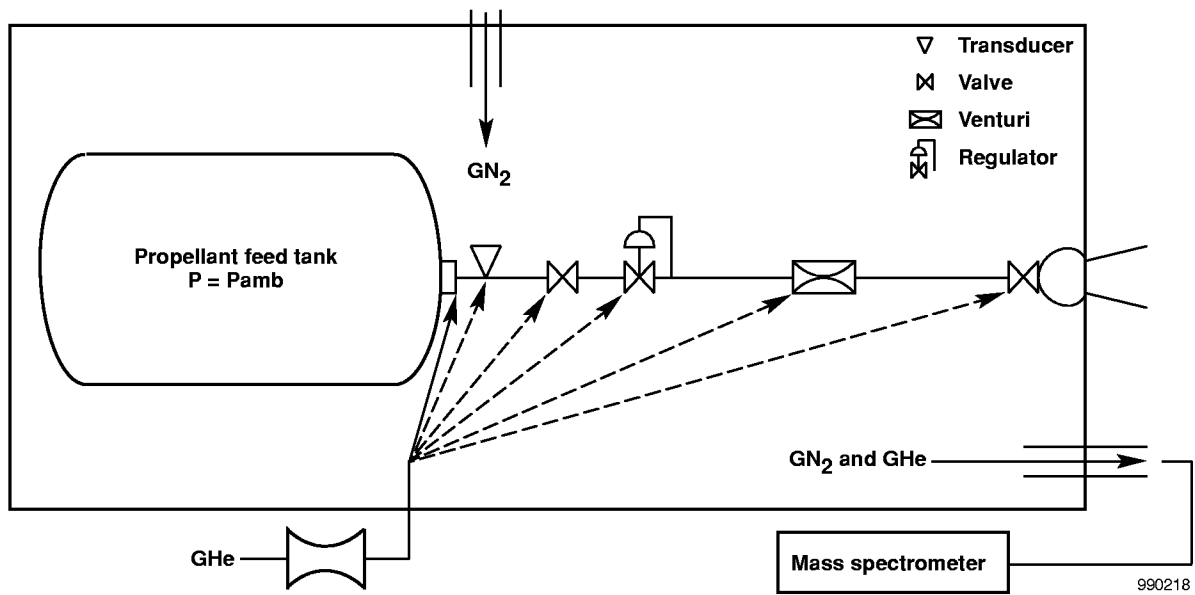 Transducer
Valve
Venturi
Regulator
GN2
Propellant feed tank
P = Pamb
GN2 and GHe
GHe
Mass spectrometer
990218